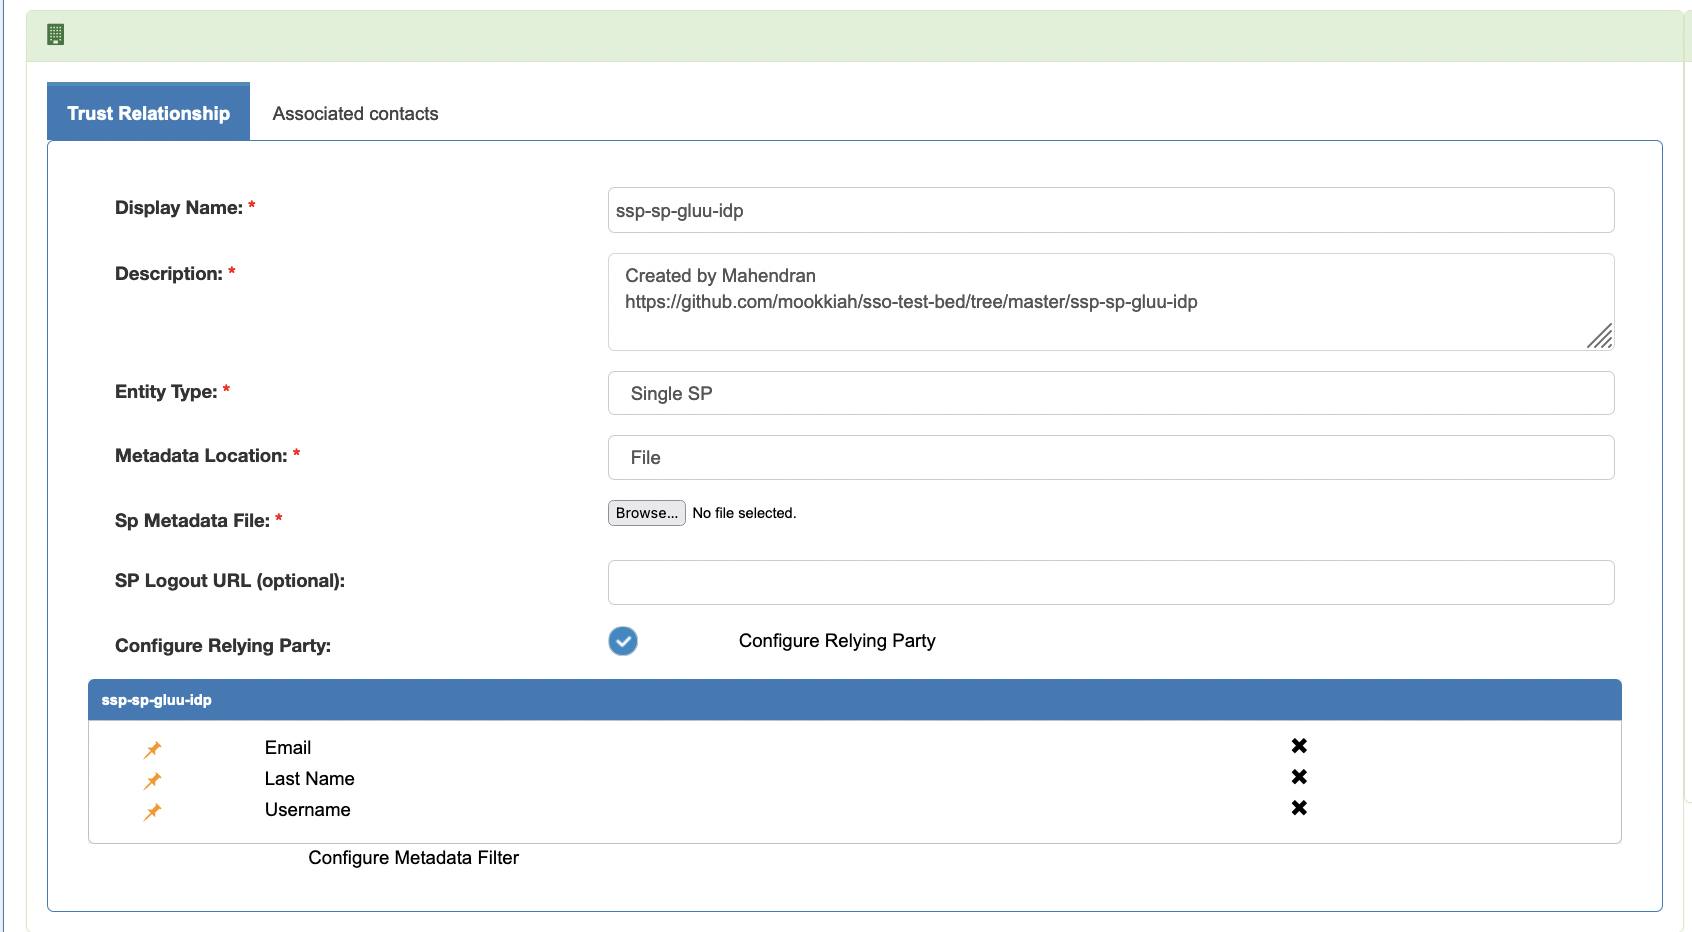 Trust Relationship
Associated contacts
Display Name: *
ssp-sp-gluu-idp
Description: *
Created by Mahendran
https://github.com/mookkiah/sso-test-bed/tree/master/ssp-sp-gluu-idp
Entity Type: *
Single SP
Metadata Location: *
File
Sp Metadata File: *
Browse... No file selected.
SP Logout URL (optional):
Configure Relying Party:
Configure Relying Party
ssp-sp-gluu-idp
Email
Last Name
Username
Configure Metadata Filter